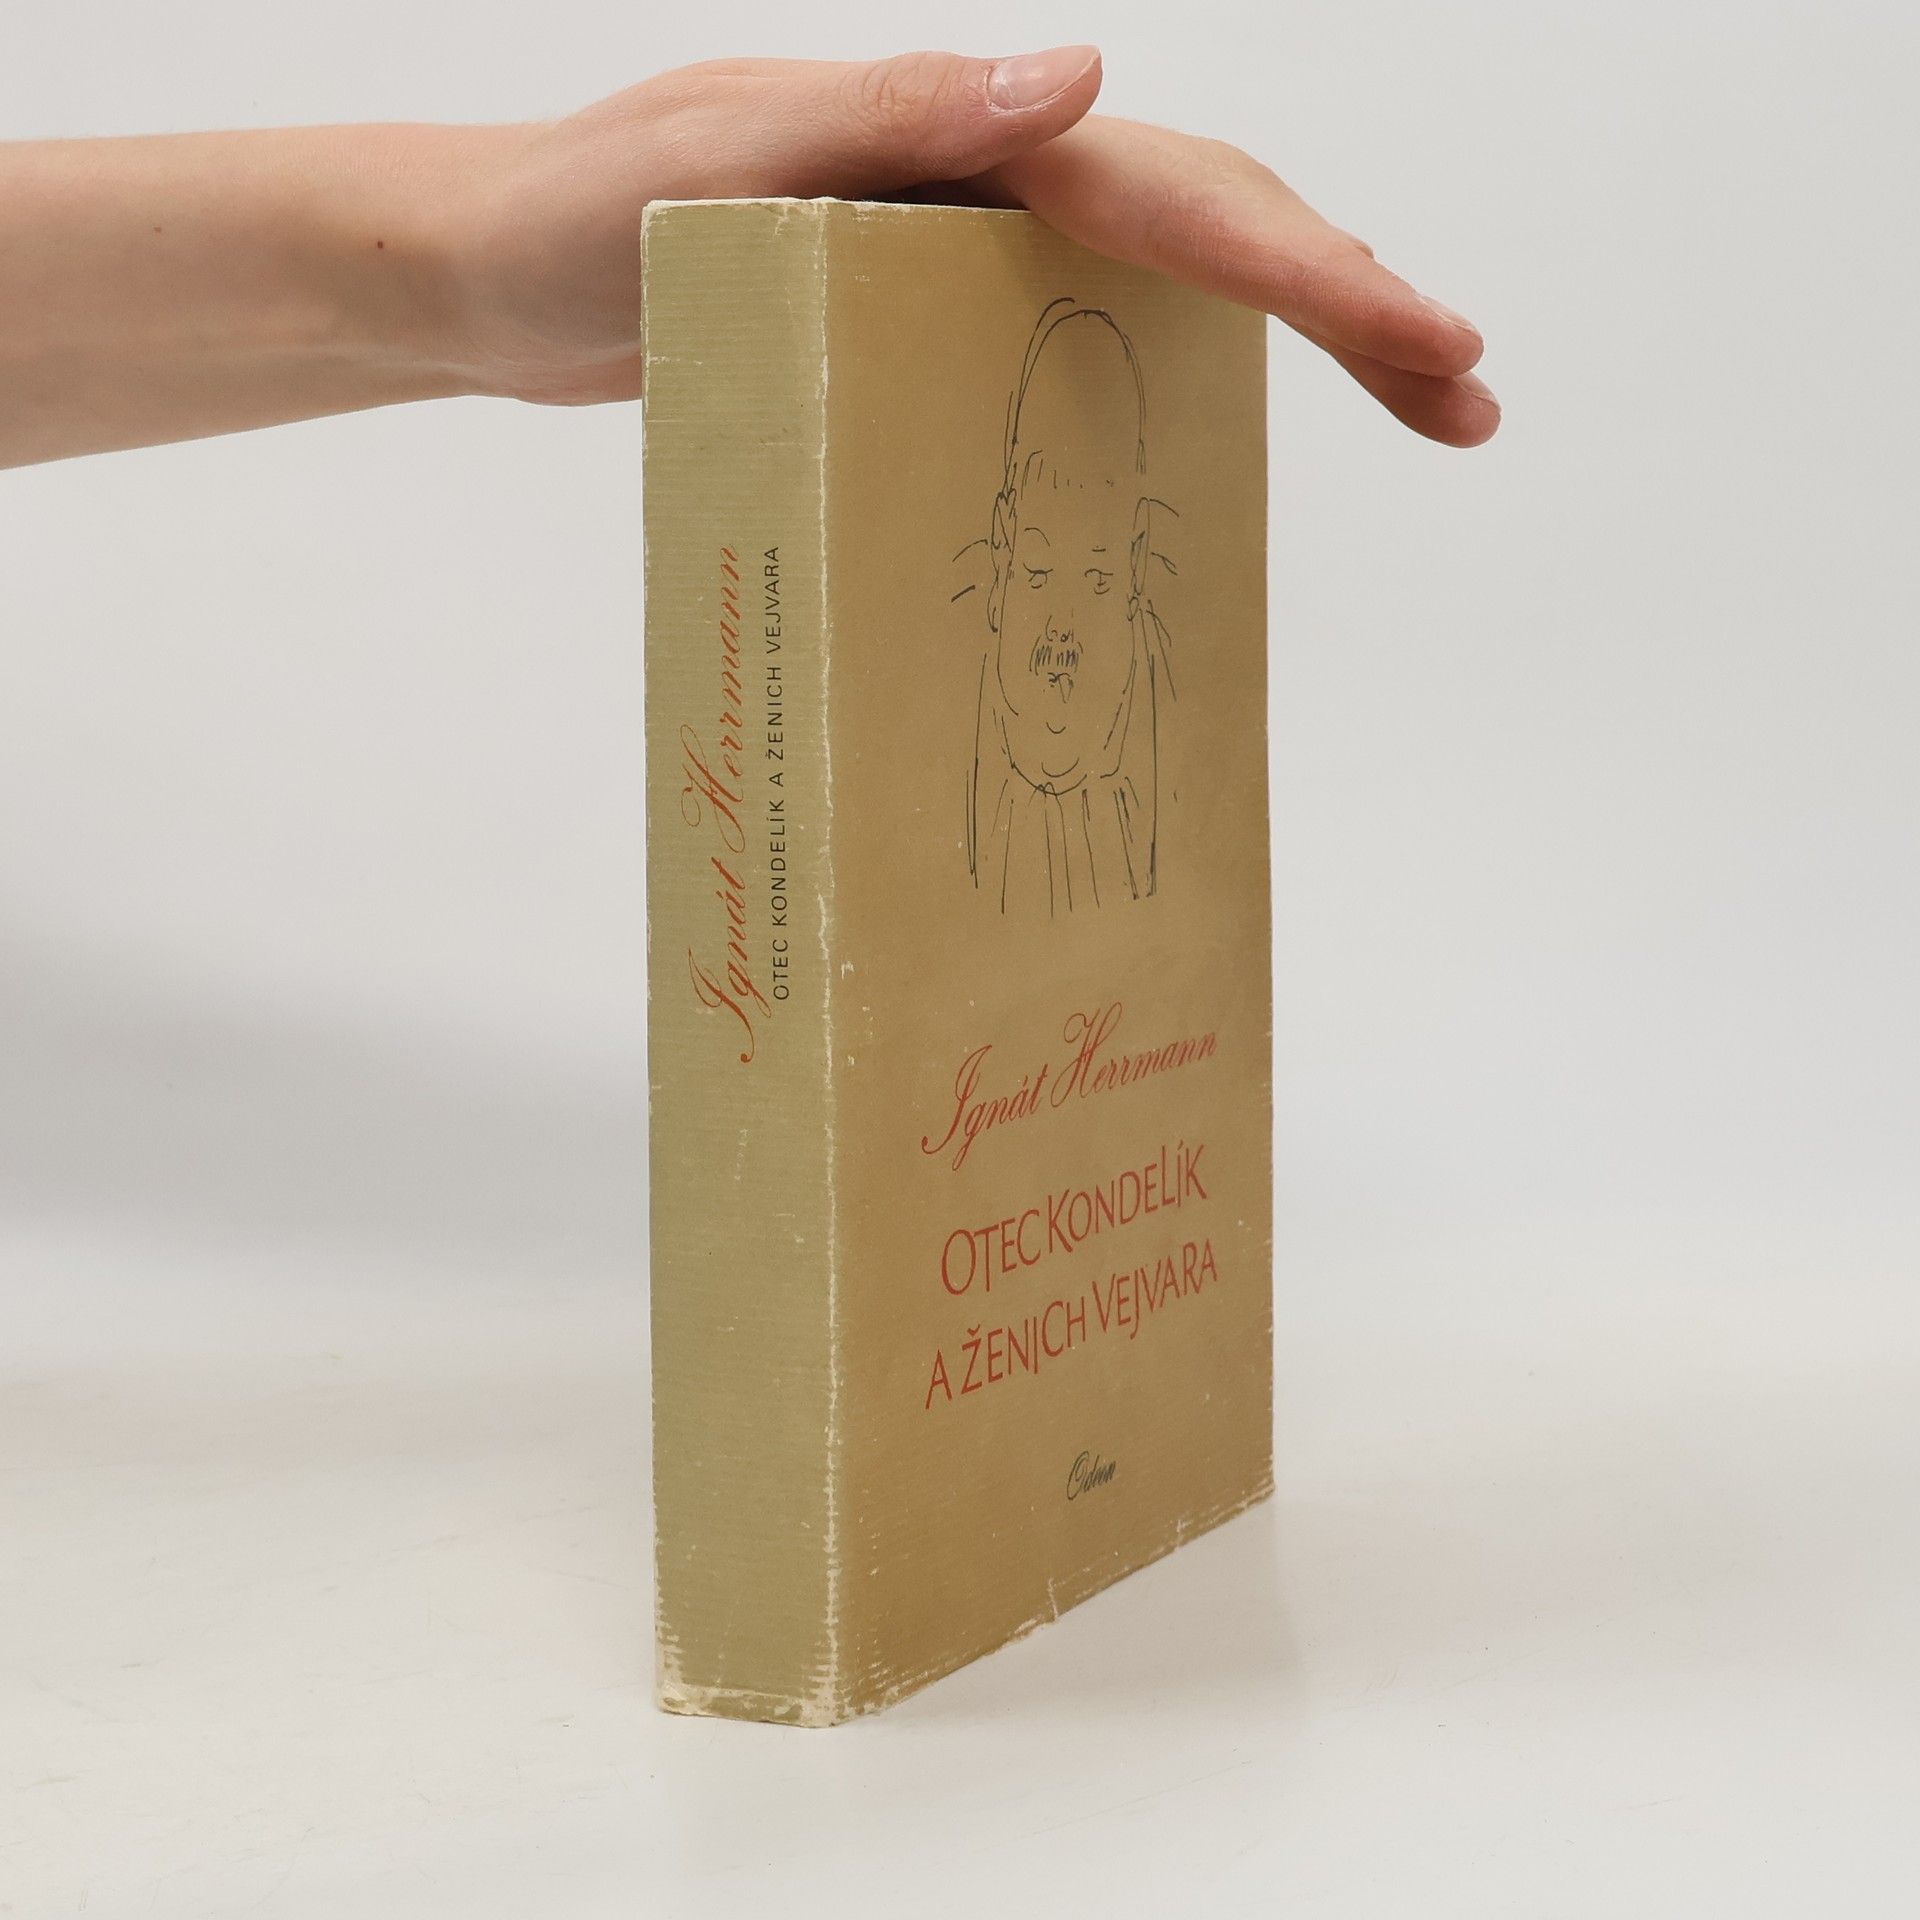 Ignát Herrmann
OTEC KONDELÍK A ŽENICH VEJVARA
Ignát Herrmann
OTEC KONDELÍK
A ŽENICH VEJVARA
Odeon